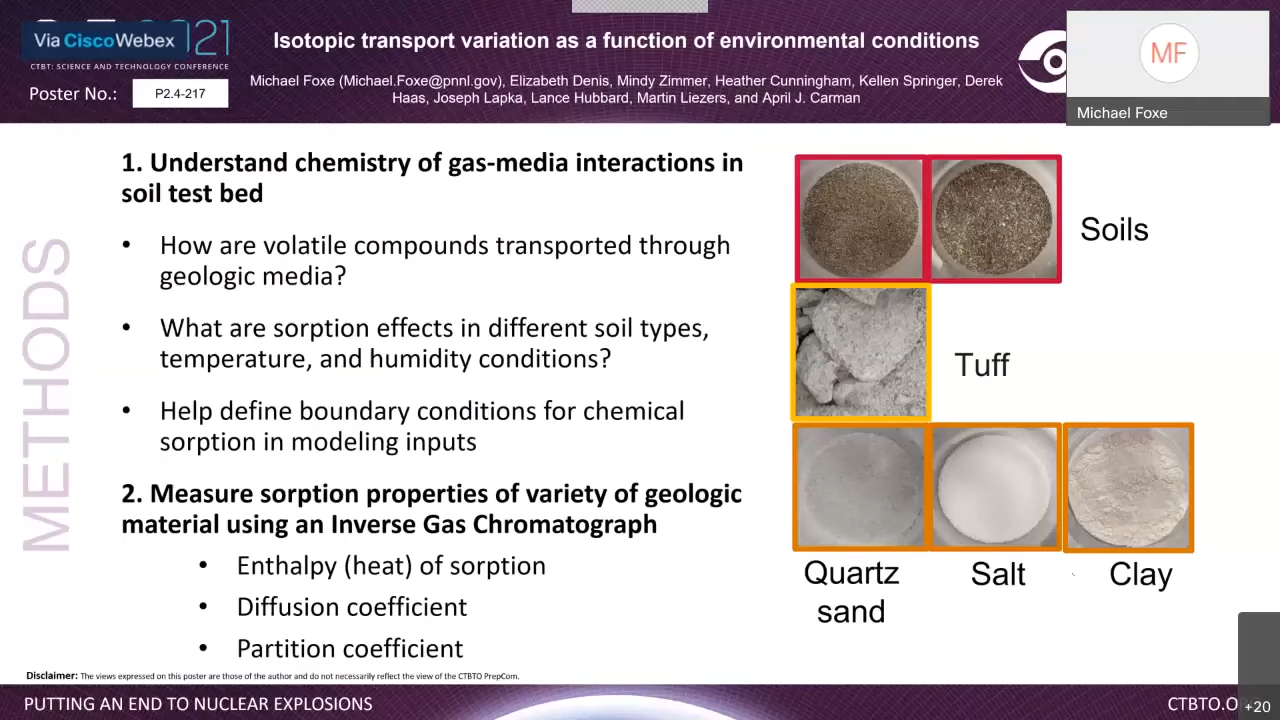 Via CiscoWebex
21
CTBT: SCIENCE AND TECHNOLOGY CONFERENCE
Poster No.:
P2.4-217
Isotopic transport variation as a function of environmental conditions
Michael Foxe (Michael.Foxe@pnnl.gov), Elizabeth Denis, Mindy Zimmer, Heather Cunningham, Kellen Springer, Derek
Haas, Joseph Lapka, Lance Hubbard, Martin Liezers, and April J. Carman
MF
Michael Foxe
METHODS
1. Understand chemistry of gas-media interactions in
soil test bed
• How are volatile compounds transported through
geologic media?
• What are sorption effects in different soil types,
temperature, and humidity conditions?
• Help define boundary conditions for chemical
sorption in modeling inputs
2. Measure sorption properties of variety of geologic
material using an Inverse Gas Chromatograph
• Enthalpy (heat) of sorption
• Diffusion coefficient
• Partition coefficient
Soils
Tuff
Quartz
sand
Salt
Clay
Disclaimer: The views expressed on this poster are those of the author and do not necessarily reflect the view of the CTBTO PrepCom.
PUTTING AN END TO NUCLEAR EXPLOSIONS
CTBTO.O
+20